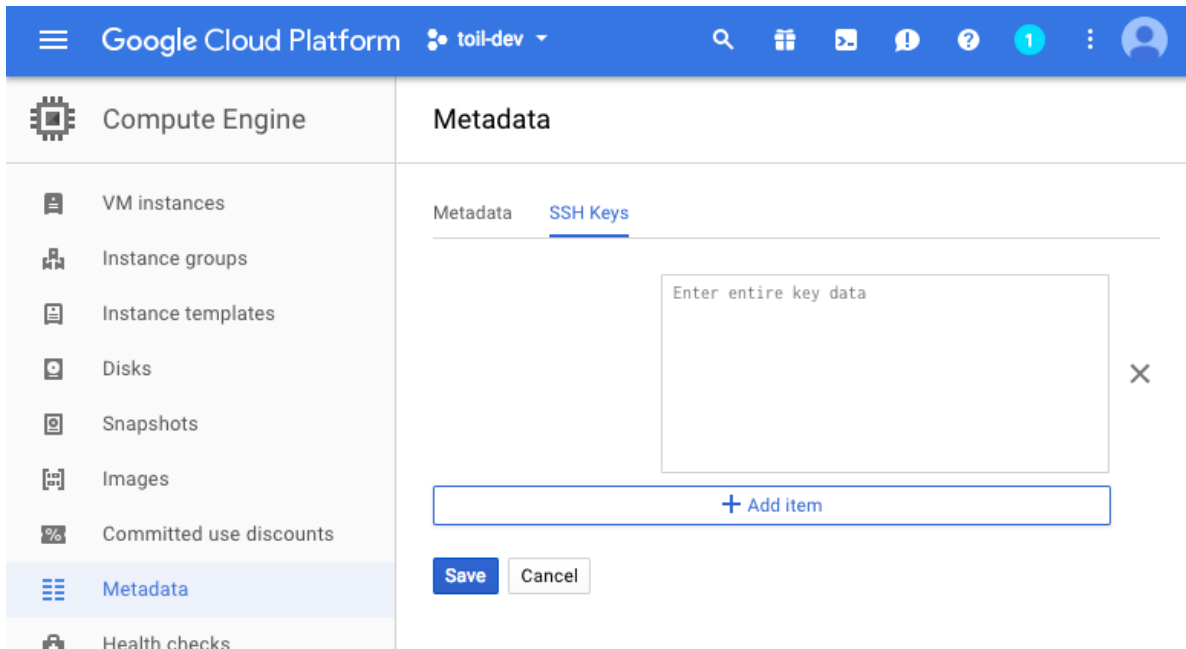 Google Cloud Platform toil-dev 1
Compute Engine
Metadata
VM instances
Instance groups
Instance templates
Disks
Snapshots
Images
Committed use discounts
Metadata
Health checks
Metadata SSH Keys
Enter entire key data
Add item
Save Cancel